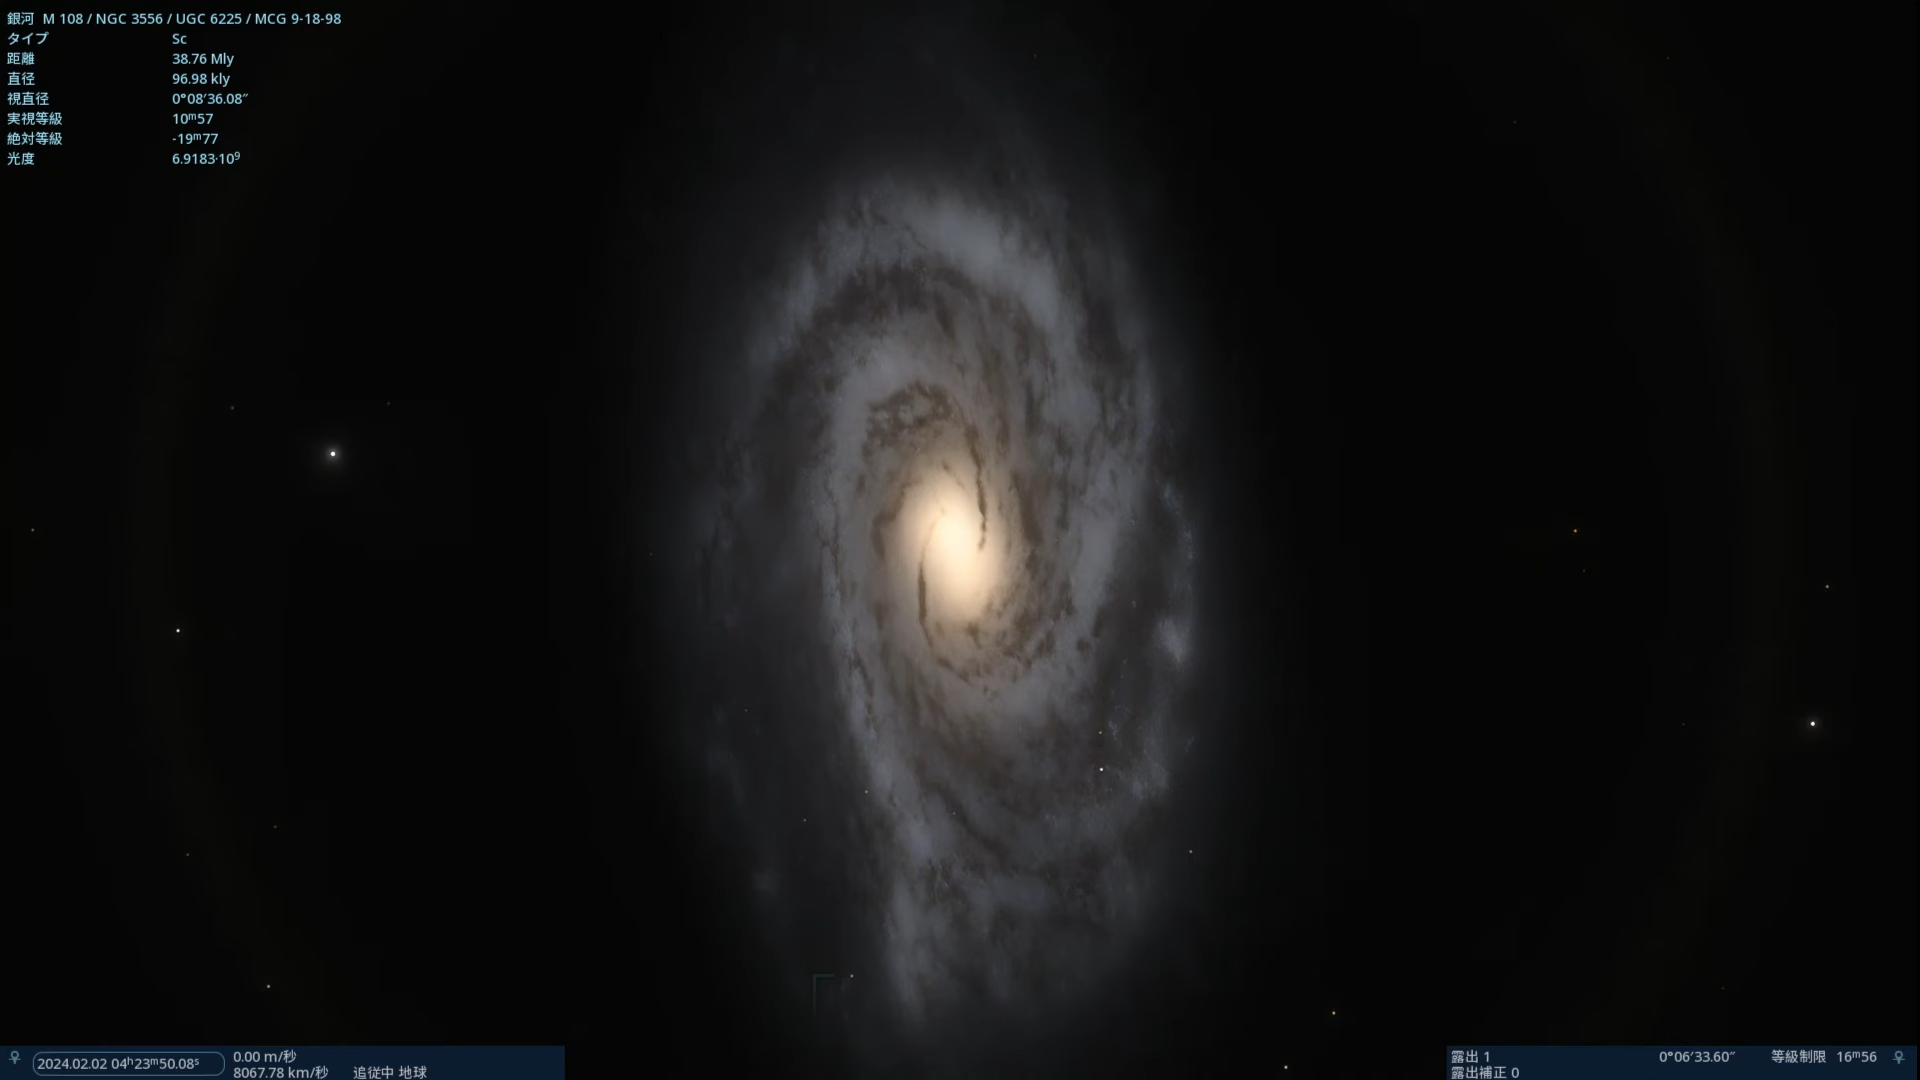 銀河 M 108 / NGC 3556 / UGC 6225 / MCG 9-18-98
タイプ Sc
距離 38.76 Mly
直径 96.98 kly
視直径 0°08′36.08″
実視等級 10ᵐ57
絶対等級 -19ᵐ77
光度 6.9183·10⁹
2024.02.02 04ʰ23ᵐ50.08ˢ
0.00 m/秒
8067.78 km/秒 追従中 地球
露出 1 0°06′33.60″ 等級制限 16ᵐ56
露出補正 0